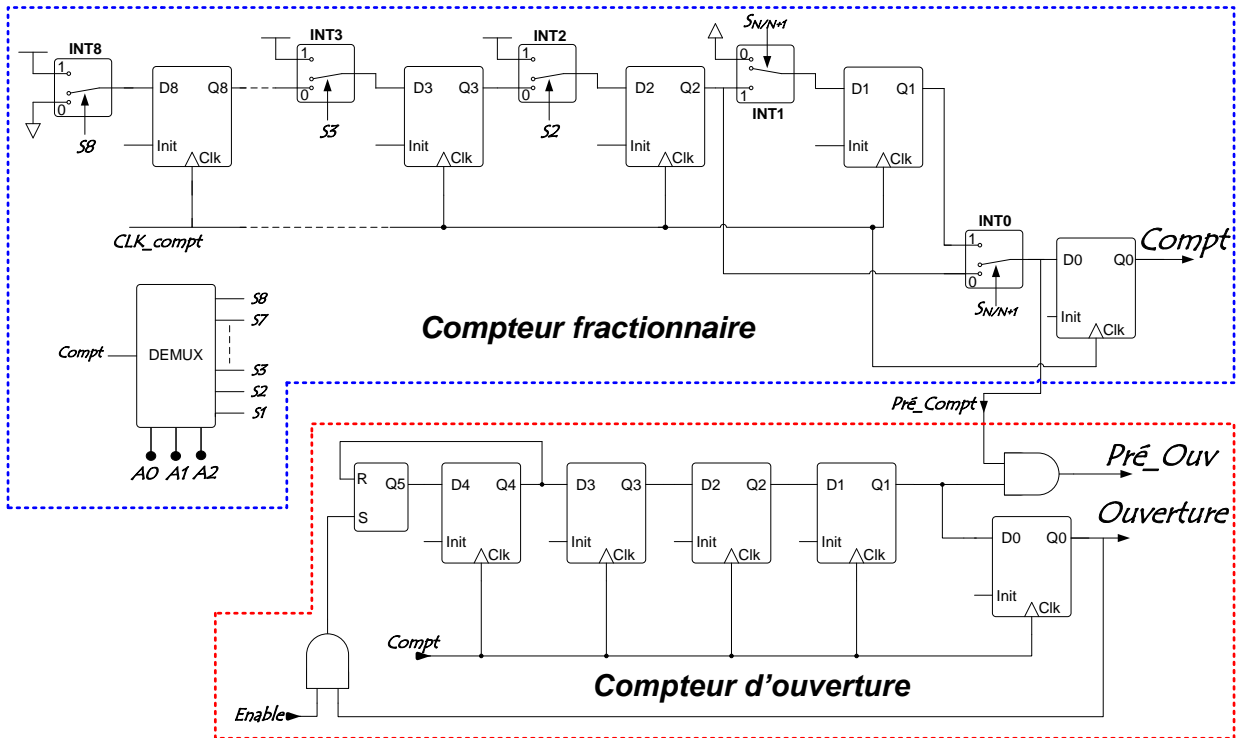 INT8
1
0
S8
D8 Q8
Init
Clk
INT3
1
0
S3
D3 Q3
Init
Clk
INT2
1
0
S2
D2 Q2
Init
Clk
SN/N+1
0
1
INT1
D1 Q1
Init
Clk
CLK_compt
INT0
1
0
SN/N+1
D0 Q0
Init
Clk
Compt
Compteur fractionnaire
Compt
DEMUX
S8
S7
S3
S2
S1
A0 A1 A2
Pré_Compt
R
S
Q5
D4 Q4
Init
Clk
D3 Q3
Init
Clk
D2 Q2
Init
Clk
D1 Q1
Init
Clk
Pré_Ouv
Ouverture
D0 Q0
Init
Clk
Compt
Compteur d’ouverture
Enable